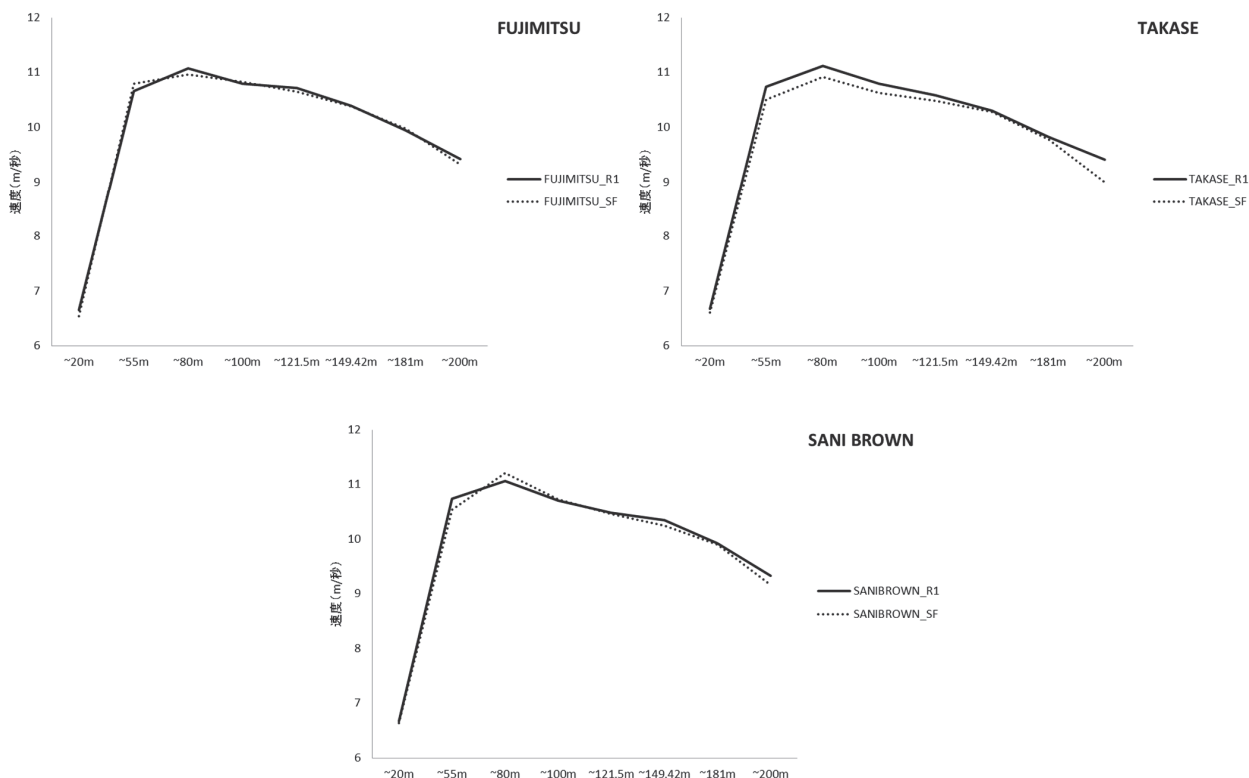 FUJIMITSU
12
11
10
9
8
7
6
速度(m/秒)
FUJIMITSU_R1
FUJIMITSU_SF
~20m ~55m ~80m ~100m ~121.5m ~149.42m ~181m ~200m
TAKASE
12
11
10
9
8
7
6
速度(m/秒)
TAKASE_R1
TAKASE_SF
~20m ~55m ~80m ~100m ~121.5m ~149.42m ~181m ~200m
SANI BROWN
12
11
10
9
8
7
6
速度(m/秒)
SANIBROWN_R1
SANIBROWN_SF
~20m ~55m ~80m ~100m ~121.5m ~149.42m ~181m ~200m